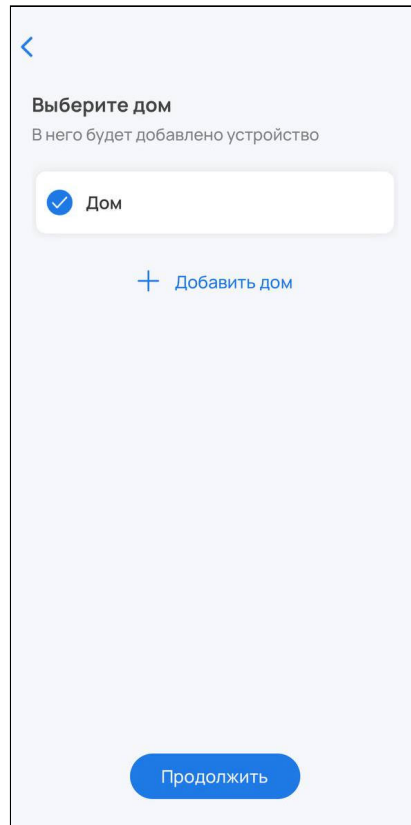 Выберите дом
В него будет добавлено устройство
Дом
Добавить дом
Продолжить